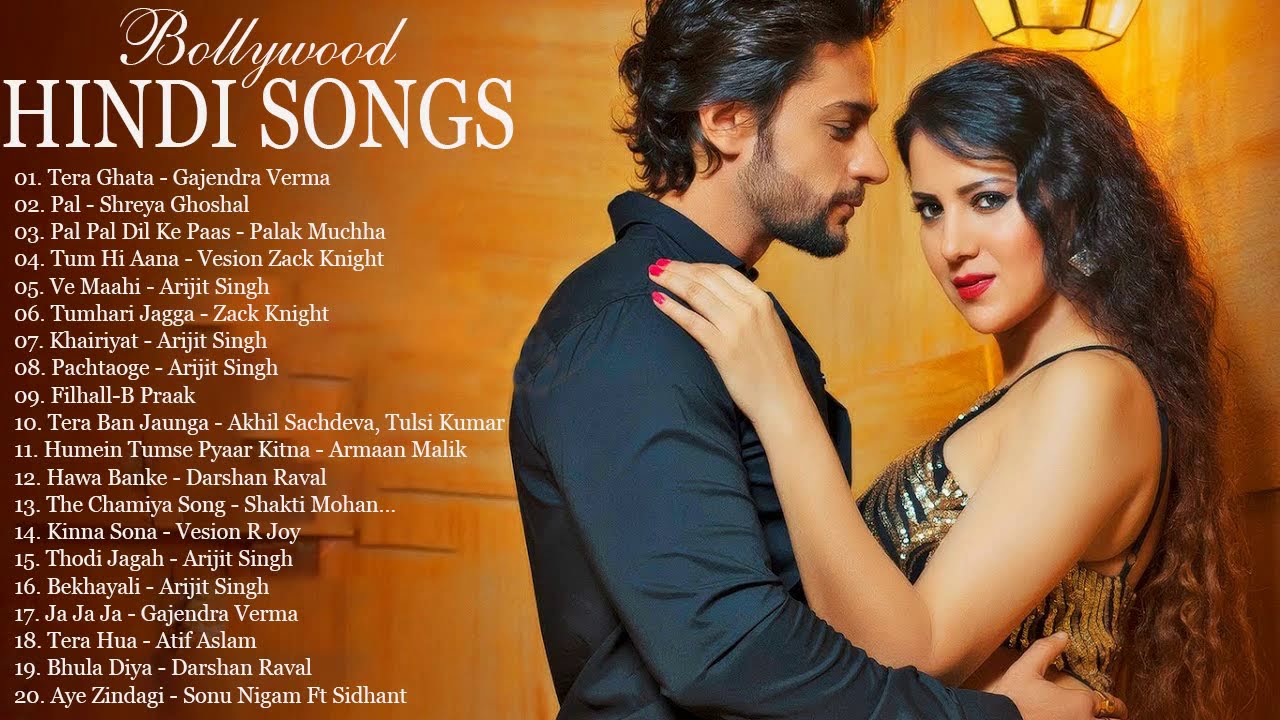 Bollywood
HINDI SONGS
01. Tera Ghata - Gajendra Verma
02. Pal - Shreya Ghoshal
03. Pal Pal Dil Ke Paas - Palak Muchha
04. Tum Hi Aana - Vesion Zack Knight
05. Ve Maahi - Arijit Singh
06. Tumhari Jagga - Zack Knight
07. Khairiyat - Arijit Singh
08. Pachtaoge - Arijit Singh
09. Filhall-B Praak
10. Tera Ban Jaunga - Akhil Sachdeva, Tulsi Kumar
11. Humein Tumse Pyaar Kitna - Armaan Malik
12. Hawa Banke - Darshan Raval
13. The Chamiya Song - Shakti Mohan...
14. Kinna Sona - Vesion R Joy
15. Thodi Jagah - Arijit Singh
16. Bekhayali - Arijit Singh
17. Ja Ja Ja - Gajendra Verma
18. Tera Hua - Atif Aslam
19. Bhula Diya - Darshan Raval
20. Aye Zindagi - Sonu Nigam Ft Sidhant